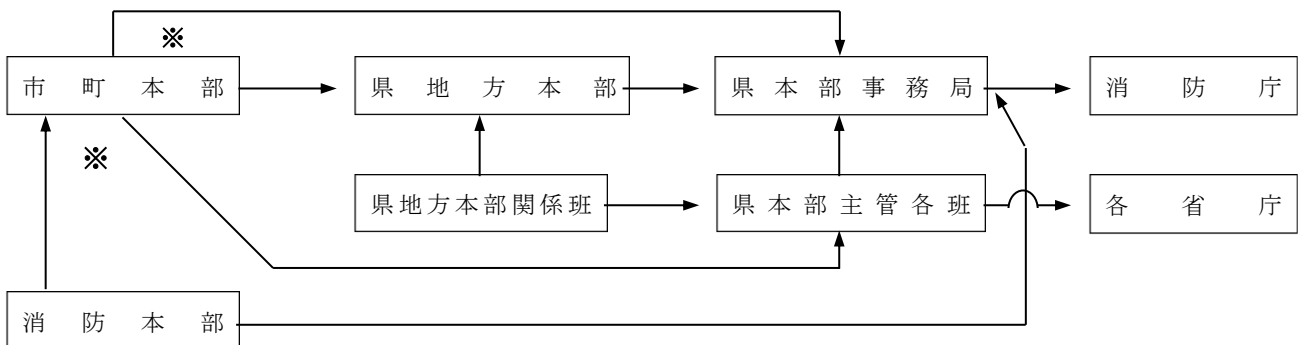 ※
市町本部
県地方本部
県本部事務局
消防庁
※
県地方本部関係班
県本部主管各班
各省庁
消防本部